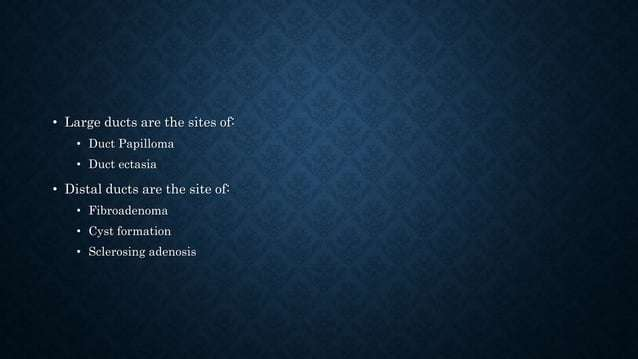 • Large ducts are the sites of:
• Duct Papilloma
• Duct ectasia
• Distal ducts are the site of:
• Fibroadenoma
• Cyst formation
• Sclerosing adenosis